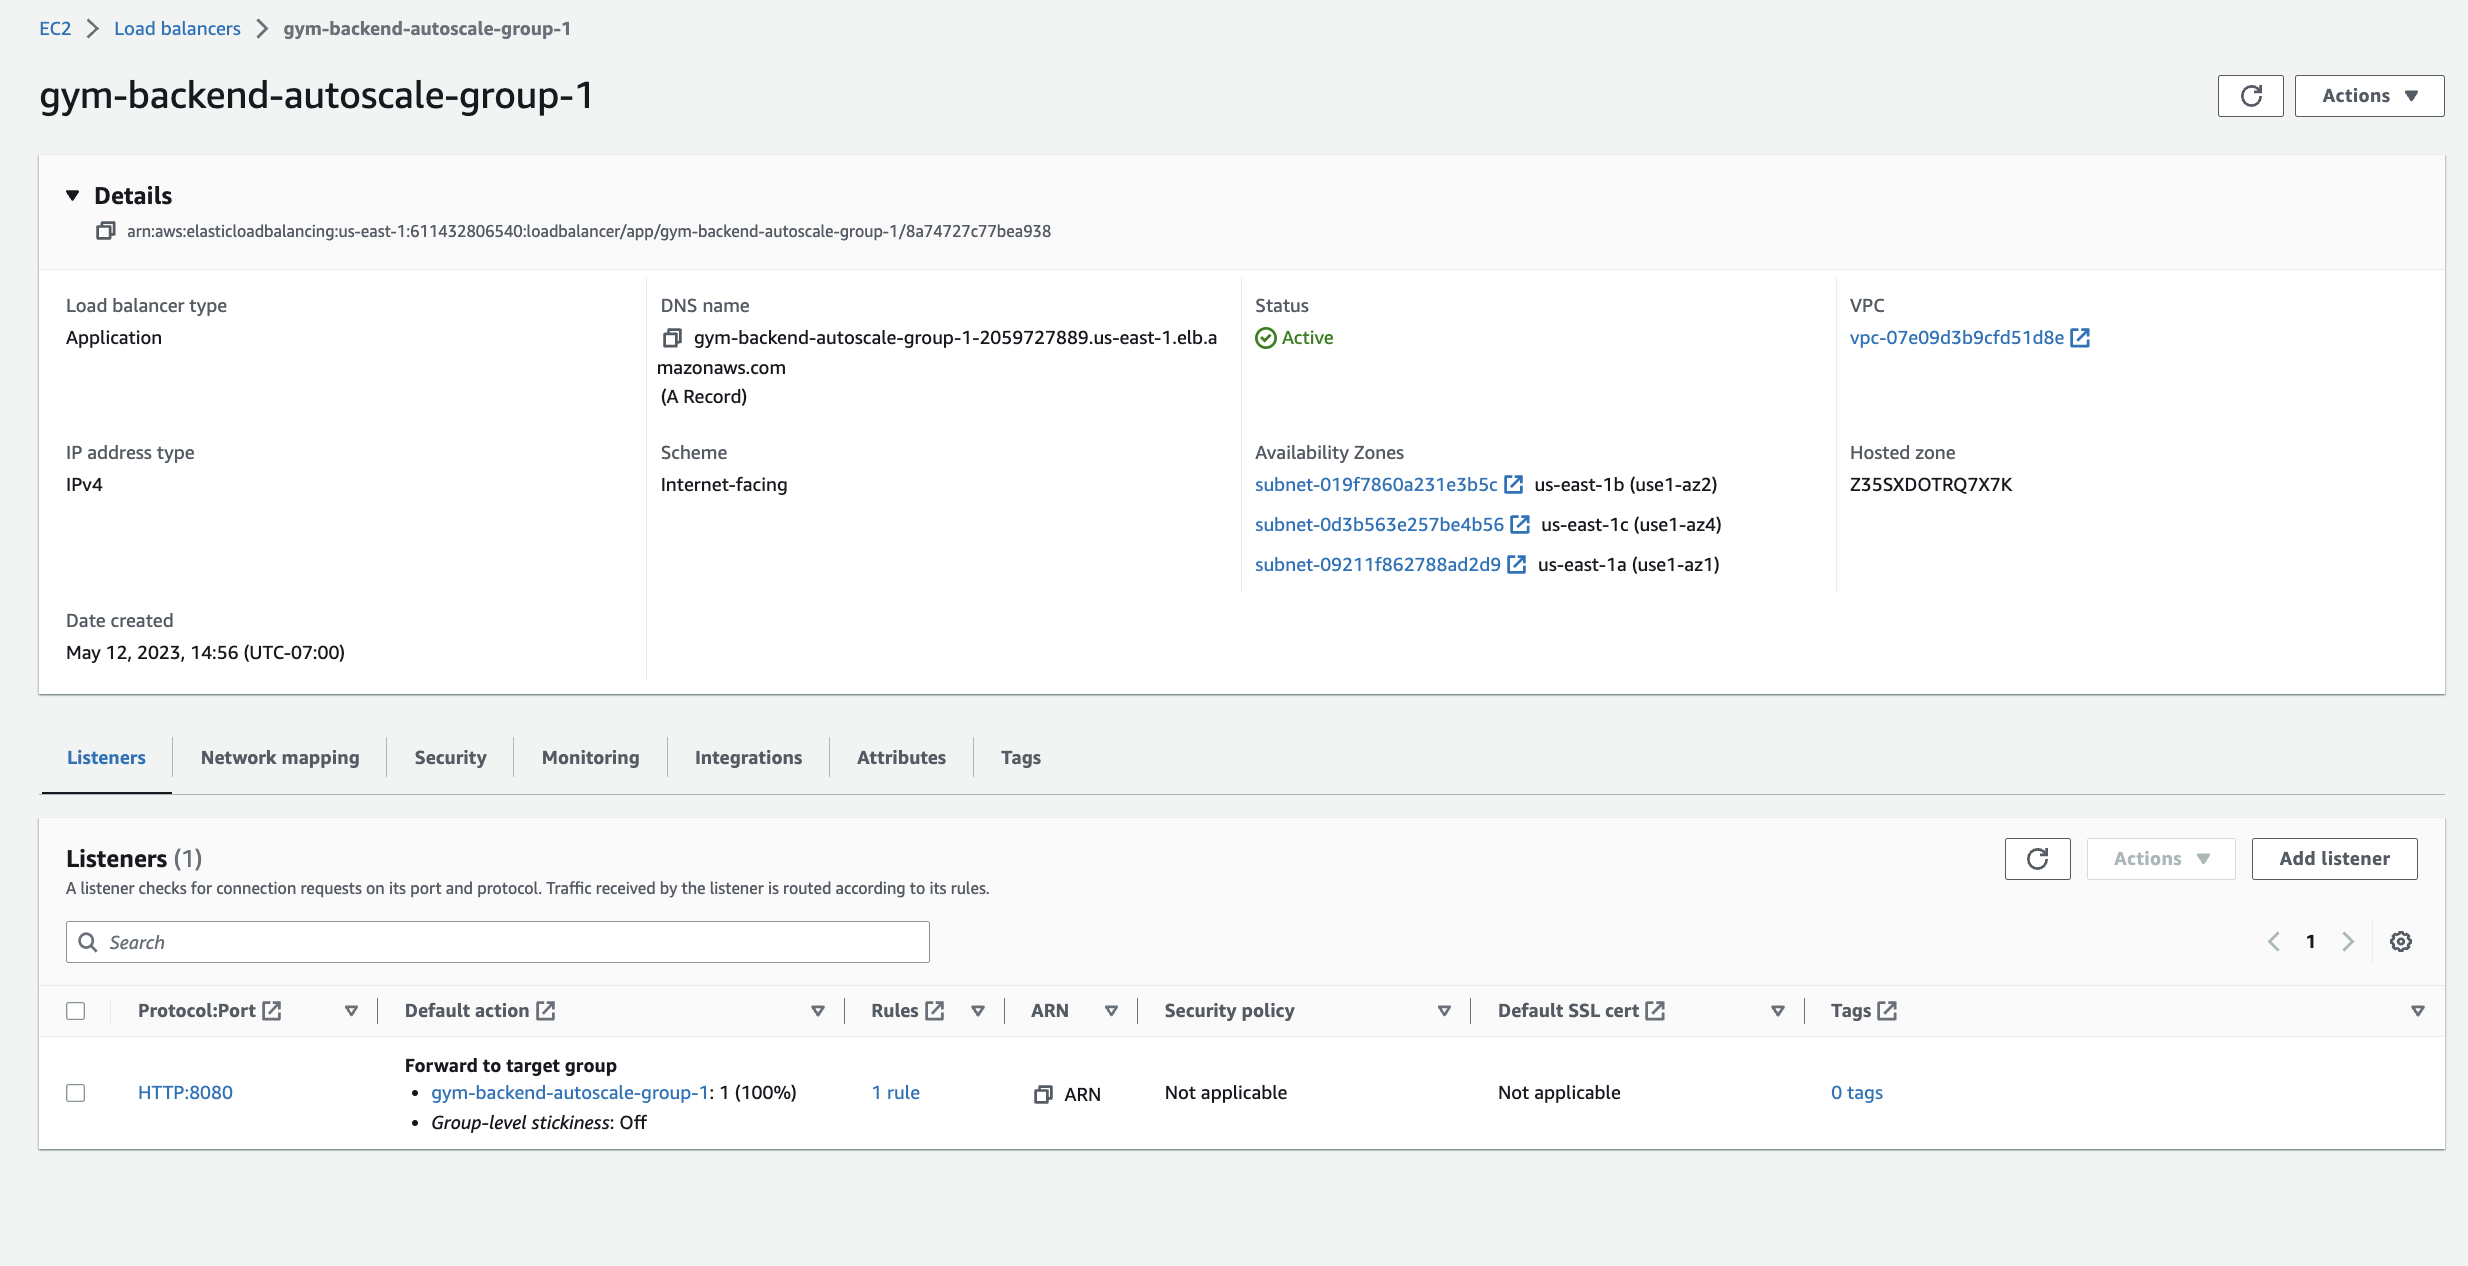 EC2 > Load balancers > gym-backend-autoscale-group-1
gym-backend-autoscale-group-1
Actions
Details
arn:aws:elasticloadbalancing:us-east-1:611432806540:loadbalancer/app/gym-backend-autoscale-group-1/8a74727c77bea938
Load balancer type
Application
DNS name
gym-backend-autoscale-group-1-2059727889.us-east-1.elb.a
mazonaws.com
(A Record)
Status
Active
VPC
vpc-07e09d3b9cfd51d8e
IP address type
IPv4
Scheme
Internet-facing
Availability Zones
subnet-019f7860a231e3b5c us-east-1b (use1-az2)
subnet-0d3b563e257be4b56 us-east-1c (use1-az4)
subnet-09211f862788ad2d9 us-east-1a (use1-az1)
Hosted zone
Z35SXDOTRQ7X7K
Date created
May 12, 2023, 14:56 (UTC-07:00)
Listeners Network mapping Security Monitoring Integrations Attributes Tags
Listeners (1)
A listener checks for connection requests on its port and protocol. Traffic received by the listener is routed according to its rules.
Actions
Add listener
Search
1
Protocol:Port Default action Rules ARN Security policy Default SSL cert Tags
HTTP:8080
Forward to target group
• gym-backend-autoscale-group-1: 1 (100%)
• Group-level stickiness: Off
1 rule
ARN
Not applicable
Not applicable
0 tags